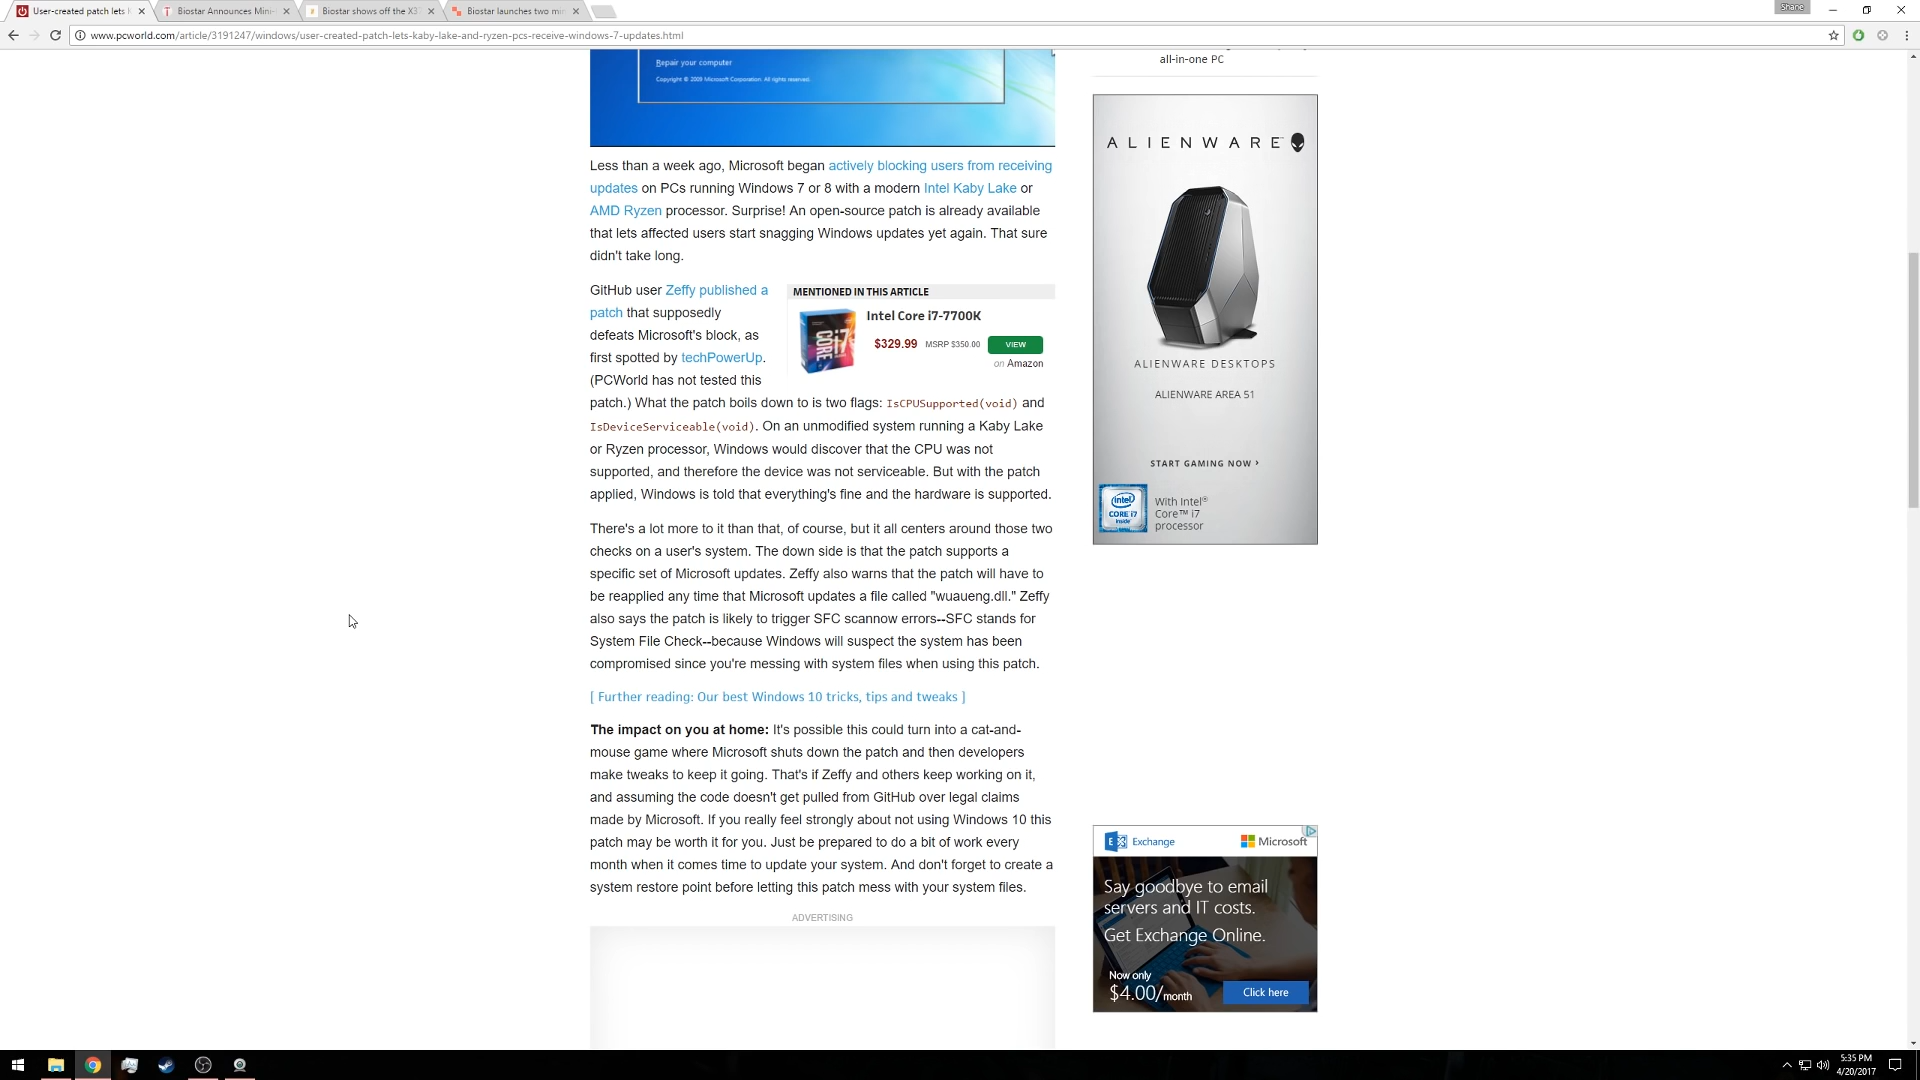 User-created patch lets
Biostar Announces Mini-
Biostar shows off the X37
Biostar launches two min
Shane
www.pcworld.com/article/3191247/windows/user-created-patch-lets-kaby-lake-and-ryzen-pcs-receive-windows-7-updates.html
Repair your computer
Copyright © 2009 Microsoft Corporation. All rights reserved.
Less than a week ago, Microsoft began actively blocking users from receiving
updates on PCs running Windows 7 or 8 with a modern Intel Kaby Lake or
AMD Ryzen processor. Surprise! An open-source patch is already available
that lets affected users start snagging Windows updates yet again. That sure
didn't take long.
GitHub user Zeffy published a
patch that supposedly
defeats Microsoft's block, as
first spotted by techPowerUp.
(PCWorld has not tested this
patch.) What the patch boils down to is two flags: IsCPUSupported(void) and
IsDeviceServiceable(void). On an unmodified system running a Kaby Lake
or Ryzen processor, Windows would discover that the CPU was not
supported, and therefore the device was not serviceable. But with the patch
applied, Windows is told that everything's fine and the hardware is supported.
MENTIONED IN THIS ARTICLE
CORE i7
Intel Core i7-7700K
$329.99 MSRP $350.00 VIEW
on Amazon
There's a lot more to it than that, of course, but it all centers around those two
checks on a user's system. The down side is that the patch supports a
specific set of Microsoft updates. Zeffy also warns that the patch will have to
be reapplied any time that Microsoft updates a file called "wuaueng.dll." Zeffy
also says the patch is likely to trigger SFC scannow errors--SFC stands for
System File Check--because Windows will suspect the system has been
compromised since you're messing with system files when using this patch.
[ Further reading: Our best Windows 10 tricks, tips and tweaks ]
The impact on you at home: It's possible this could turn into a cat-and-
mouse game where Microsoft shuts down the patch and then developers
make tweaks to keep it going. That's if Zeffy and others keep working on it,
and assuming the code doesn't get pulled from GitHub over legal claims
made by Microsoft. If you really feel strongly about not using Windows 10 this
patch may be worth it for you. Just be prepared to do a bit of work every
month when it comes time to update your system. And don't forget to create a
system restore point before letting this patch mess with your system files.
ADVERTISING
all-in-one PC
ALIENWARE
ALIENWARE DESKTOPS
ALIENWARE AREA 51
START GAMING NOW ›
intel CORE i7 inside
With Intel®
Core™ i7
processor
Exchange Microsoft
Say goodbye to email
servers and IT costs.
Get Exchange Online.
Now only
$4.00/month
Click here
5:35 PM
4/20/2017